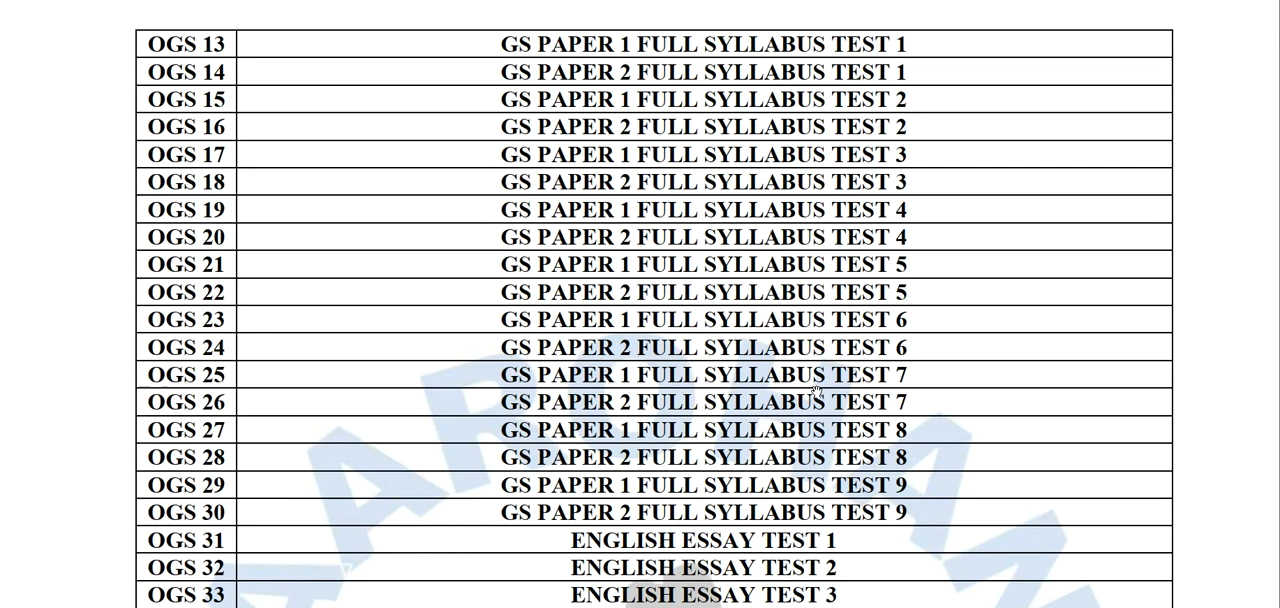 OGS 13 GS PAPER 1 FULL SYLLABUS TEST 1
OGS 14 GS PAPER 2 FULL SYLLABUS TEST 1
OGS 15 GS PAPER 1 FULL SYLLABUS TEST 2
OGS 16 GS PAPER 2 FULL SYLLABUS TEST 2
OGS 17 GS PAPER 1 FULL SYLLABUS TEST 3
OGS 18 GS PAPER 2 FULL SYLLABUS TEST 3
OGS 19 GS PAPER 1 FULL SYLLABUS TEST 4
OGS 20 GS PAPER 2 FULL SYLLABUS TEST 4
OGS 21 GS PAPER 1 FULL SYLLABUS TEST 5
OGS 22 GS PAPER 2 FULL SYLLABUS TEST 5
OGS 23 GS PAPER 1 FULL SYLLABUS TEST 6
OGS 24 GS PAPER 2 FULL SYLLABUS TEST 6
OGS 25 GS PAPER 1 FULL SYLLABUS TEST 7
OGS 26 GS PAPER 2 FULL SYLLABUS TEST 7
OGS 27 GS PAPER 1 FULL SYLLABUS TEST 8
OGS 28 GS PAPER 2 FULL SYLLABUS TEST 8
OGS 29 GS PAPER 1 FULL SYLLABUS TEST 9
OGS 30 GS PAPER 2 FULL SYLLABUS TEST 9
OGS 31 ENGLISH ESSAY TEST 1
OGS 32 ENGLISH ESSAY TEST 2
OGS 33 ENGLISH ESSAY TEST 3